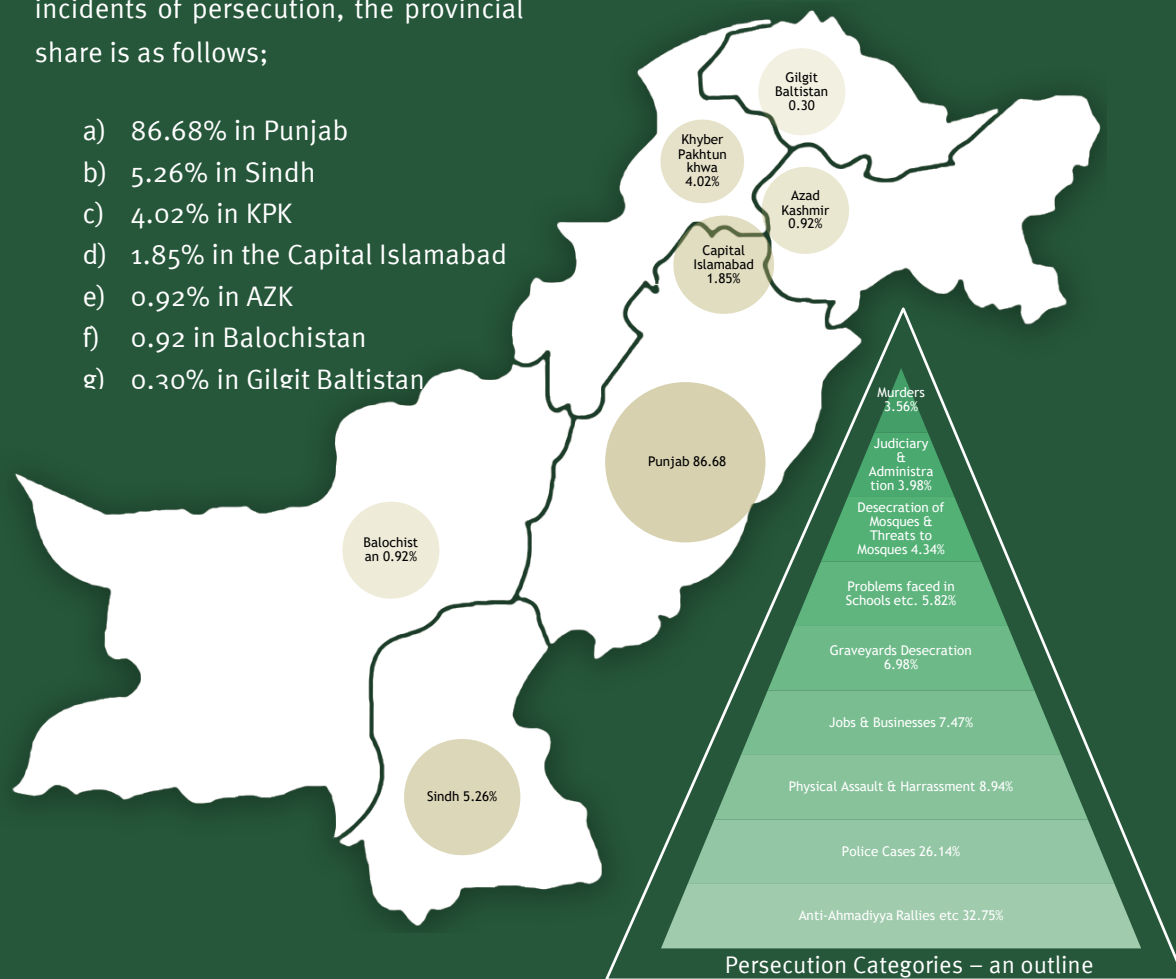 incidents of persecution, the provincial
share is as follows;
a) 86.68% in Punjab
b) 5.26% in Sindh
c) 4.02% in KPK
d) 1.85% in the Capital Islamabad
e) 0.92% in AZK
f) 0.92 in Balochistan
g) 0.30% in Gilgit Baltistan
Gilgit
Baltistan
0.30
Khyber
Pakhtun
khwa
4.02%
Azad
Kashmir
0.92%
Capital
Islamabad
1.85%
Punjab 86.68
Balochist
an 0.92%
Sindh 5.26%
Murders
3.56%
Judiciary
&
Administra
tion 3.98%
Desecration of
Mosques &
Threats to
Mosques 4.34%
Problems faced in
Schools etc. 5.82%
Graveyards Desecration
6.98%
Jobs & Businesses 7.47%
Physical Assault & Harrassment 8.94%
Police Cases 26.14%
Anti-Ahmadiyya Rallies etc 32.75%
Persecution Categories – an outline